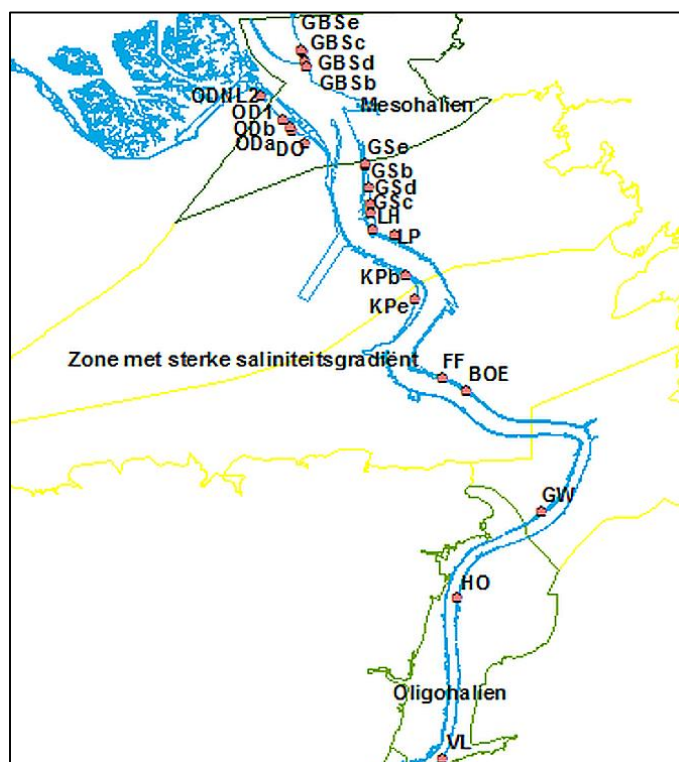 GBSe
GBSc
GBSd
GBSb
ODNL2
Mesohalien
OD1
ODb
ODa
DO
GSe
GSb
GSd
GSc
LH
LP
KPb
KPe
Zone met sterke saliniteitsgradiënt
FF
BOE
GW
HO
Oligohalien
VL